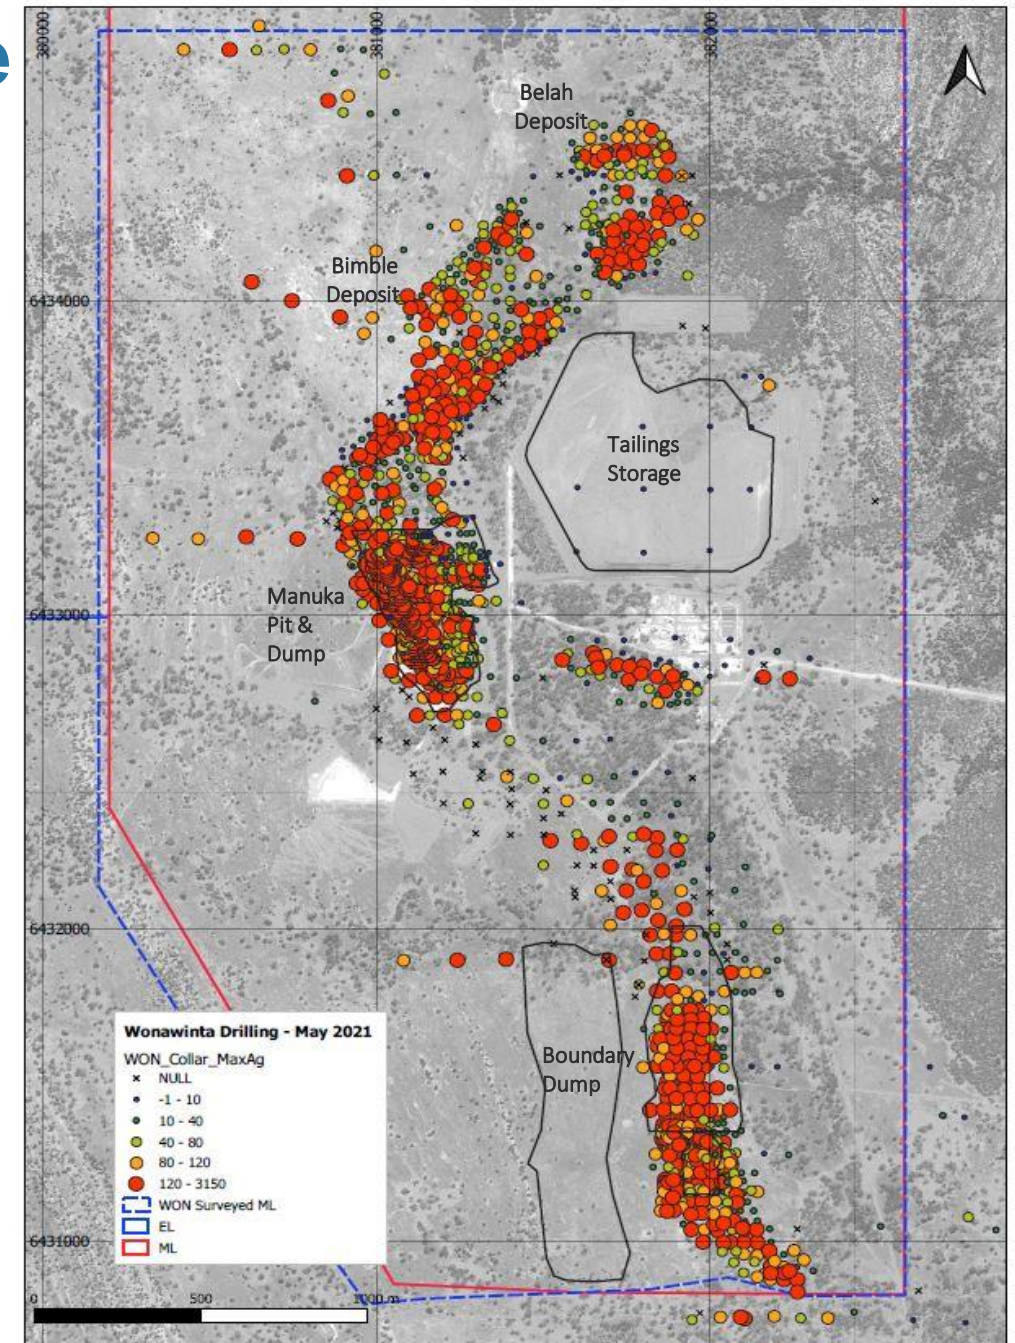 e
380000
381000
382000
Belah
Deposit
Bimble
Deposit
6434000
Tailings
Storage
Manuka
Pit &
Dump
6433000
6432000
Boundary
Dump
Wonawinta Drilling - May 2021
WON_Collar_MaxAg
NULL
-1 - 10
10 - 40
40 - 80
80 - 120
120 - 3150
WON Surveyed ML
EL
ML
6431000
0 500 1000 m